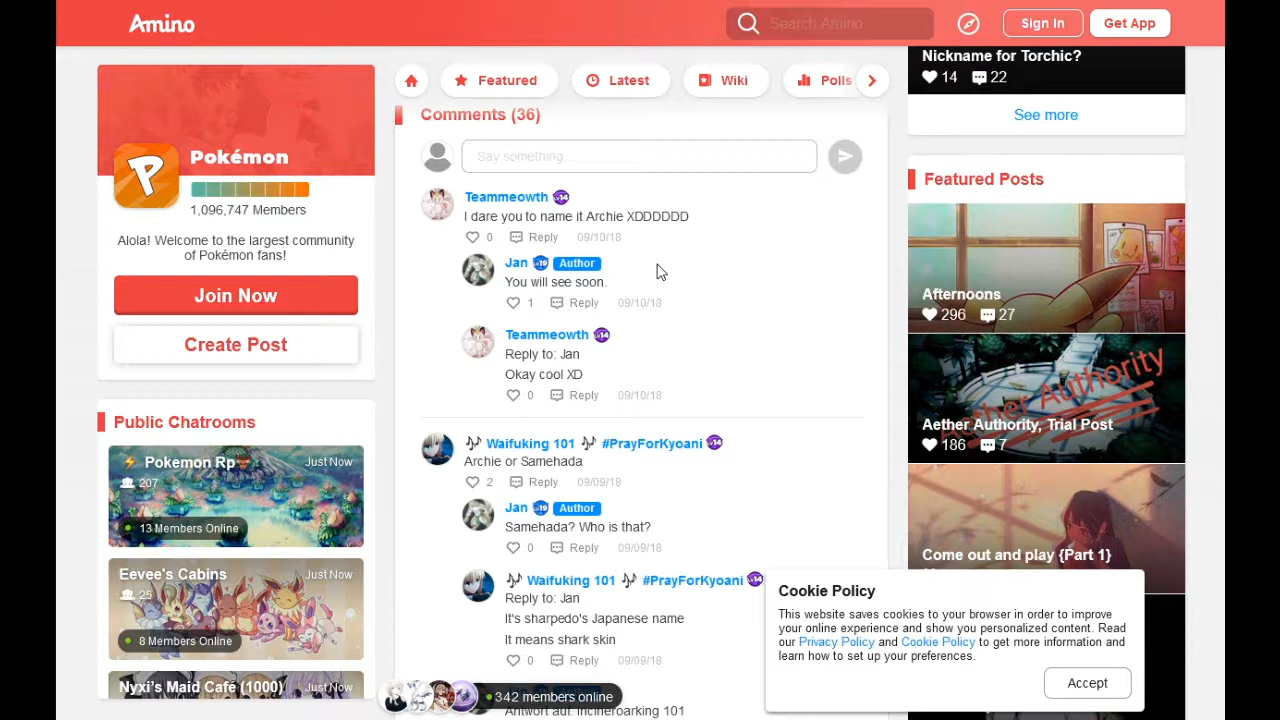 Amino
Search Amino
Sign In
Get App
Pokémon
1,096,747 Members
Alola! Welcome to the largest community
of Pokémon fans!
Join Now
Create Post
Public Chatrooms
Pokemon Rp
Just Now
207
13 Members Online
Eevee's Cabins
Just Now
25
8 Members Online
Nyxi's Maid Café (1000)
Just Now
Featured
Latest
Wiki
Polls
Comments (36)
Say something...
Teammeowth Lv14
I dare you to name it Archie XDDDDDD
0 Reply 09/10/18
Jan Lv19 Author
You will see soon.
1 Reply 09/10/18
Teammeowth Lv14
Reply to: Jan
Okay cool XD
0 Reply 09/10/18
Waifuking 101 #PrayForKyoani Lv14
Archie or Samehada
2 Reply 09/09/18
Jan Lv19 Author
Samehada? Who is that?
0 Reply 09/09/18
Waifuking 101 #PrayForKyoani Lv14
Reply to: Jan
It's sharpedo's Japanese name
It means shark skin
0 Reply 09/09/18
Antwort auf: Incineroarking 101
342 members online
Nickname for Torchic?
14 22
See more
Featured Posts
Afternoons
296 27
Aether Authority
Aether Authority, Trial Post
186 7
Come out and play {Part 1}
Cookie Policy
This website saves cookies to your browser in order to improve
your online experience and show you personalized content. Read
our Privacy Policy and Cookie Policy to get more information and
learn how to set up your preferences.
Accept